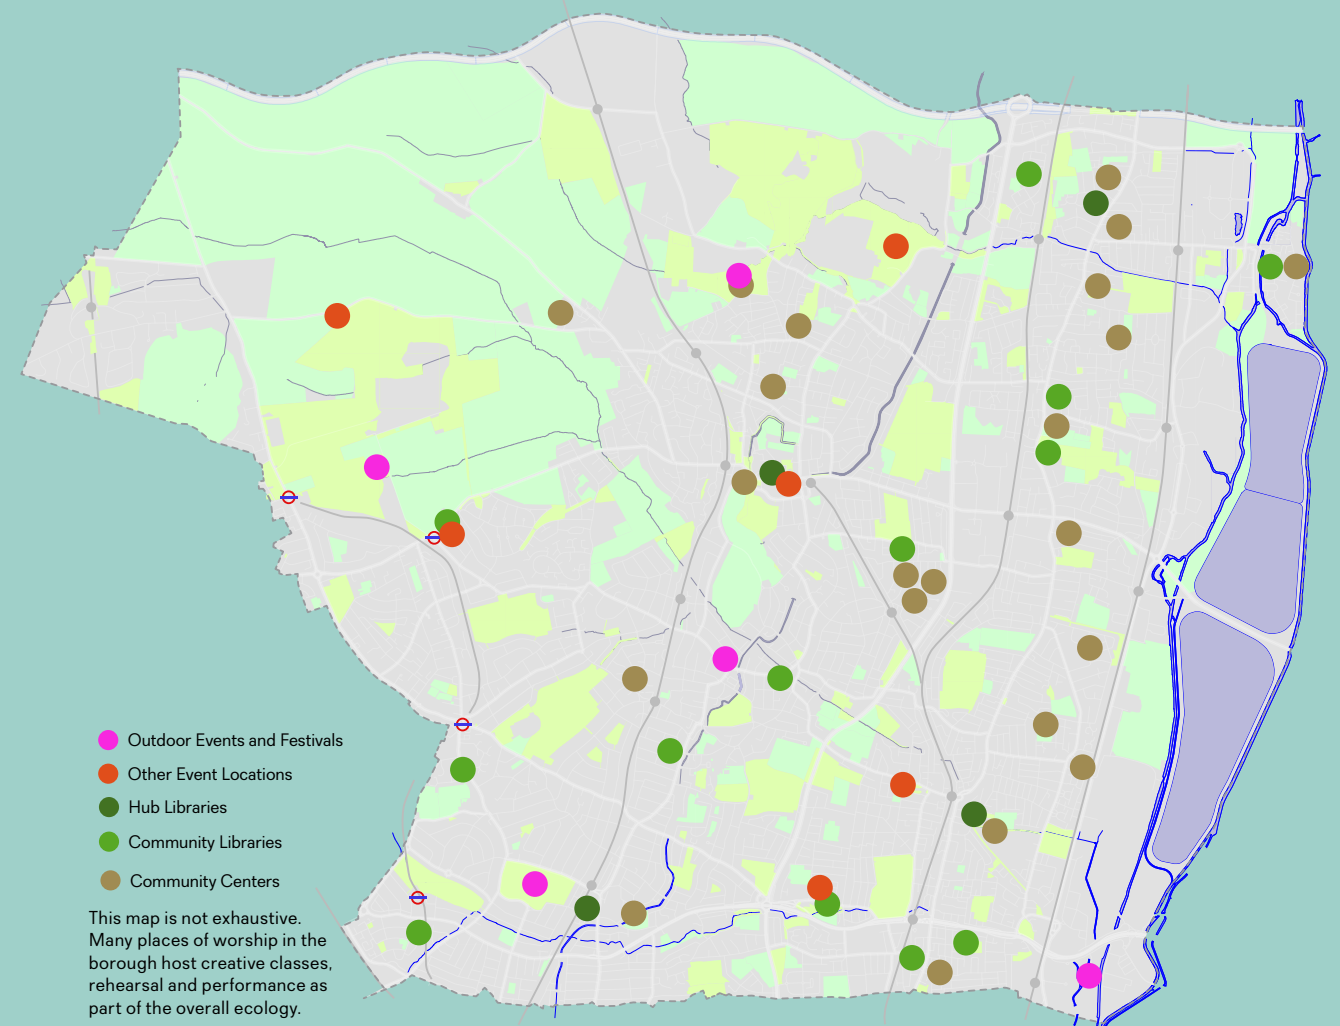 Outdoor Events and Festivals
Other Event Locations
Hub Libraries
Community Libraries
Community Centers
This map is not exhaustive.
Many places of worship in the
borough host creative classes,
rehearsal and performance as
part of the overall ecology.